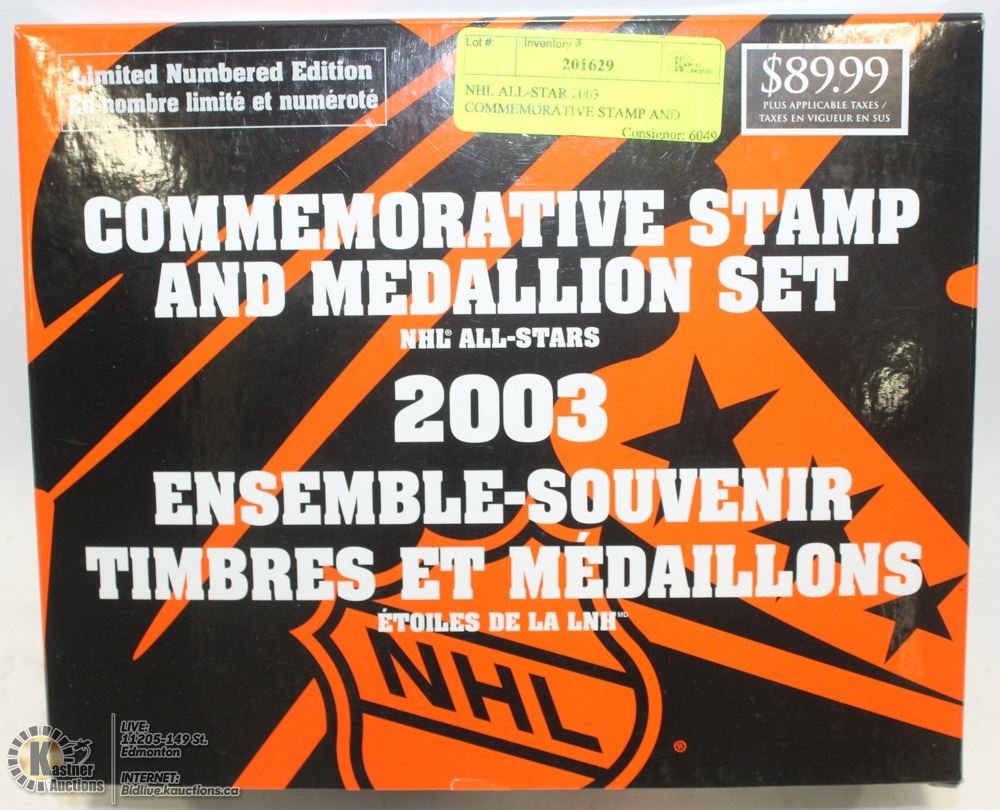 Limited Numbered Edition
En nombre limité et numéroté
Lot #: Inventory #:
201629
NHL ALL-STAR 2003
COMMEMORATIVE STAMP AND
Consignor: 6049
$89.99
PLUS APPLICABLE TAXES /
TAXES EN VIGUEUR EN SUS
COMMEMORATIVE STAMP
AND MEDALLION SET
NHL® ALL-STARS
2003
ENSEMBLE-SOUVENIR
TIMBRES ET MÉDAILLONS
ÉTOILES DE LA LNH MD
NHL
®
Kastner
Auctions
LIVE:
11205-149 St.
Edmonton
INTERNET:
Bidlive.kauctions.ca